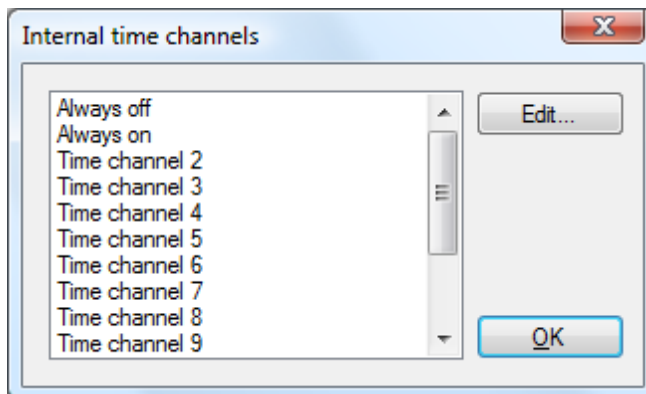 Internal time channels
Always off
Always on
Time channel 2
Time channel 3
Time channel 4
Time channel 5
Time channel 6
Time channel 7
Time channel 8
Time channel 9
Edit...
OK